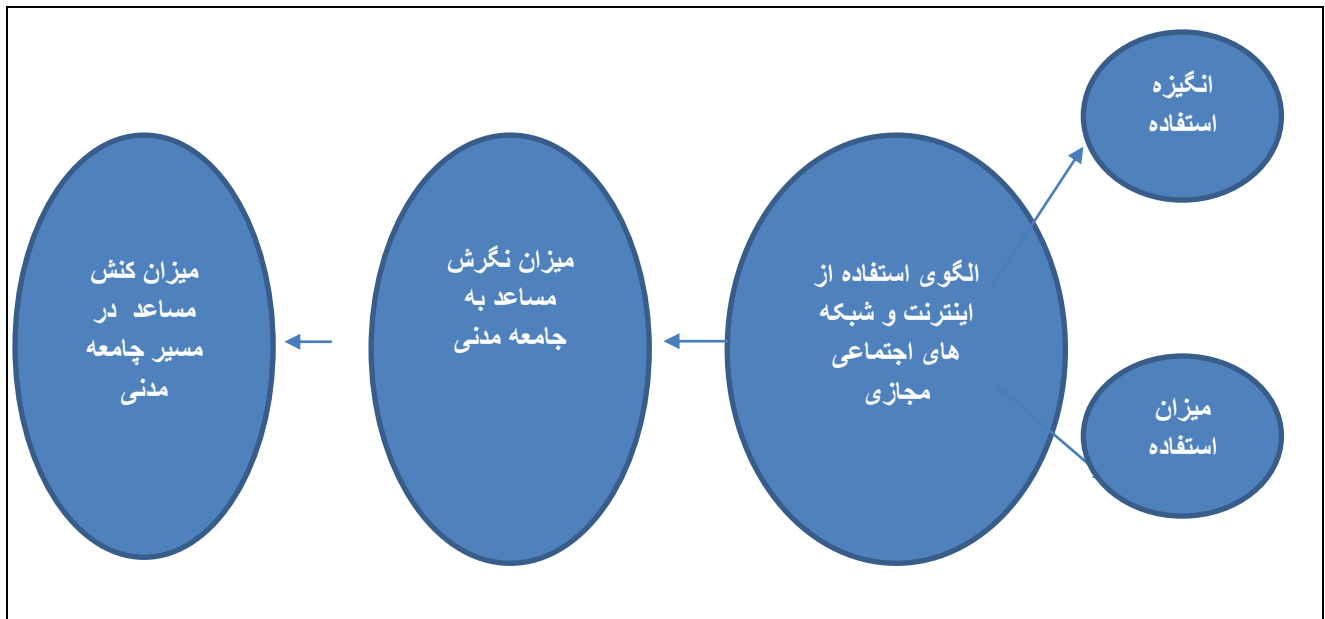 انگیزه
استفاده
الگوی استفاده از
اینترنت و شبکه
های اجتماعی
مجازی
میزان
استفاده
میزان نگرش
مساعد به
جامعه مدنی
میزان کنش
مساعد در
مسیر جامعه
مدنی